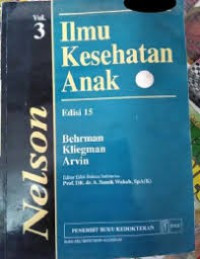 Vol. 3
Nelson
Ilmu
Kesehatan
Anak
Edisi 15
Behrman
Kliegman
Arvin
Editor Edisi Bahasa Indonesia:
Prof. DR. dr. A. Samik Wahab, SpA(K)
PENERBIT BUKU KEDOKTERAN
EGC